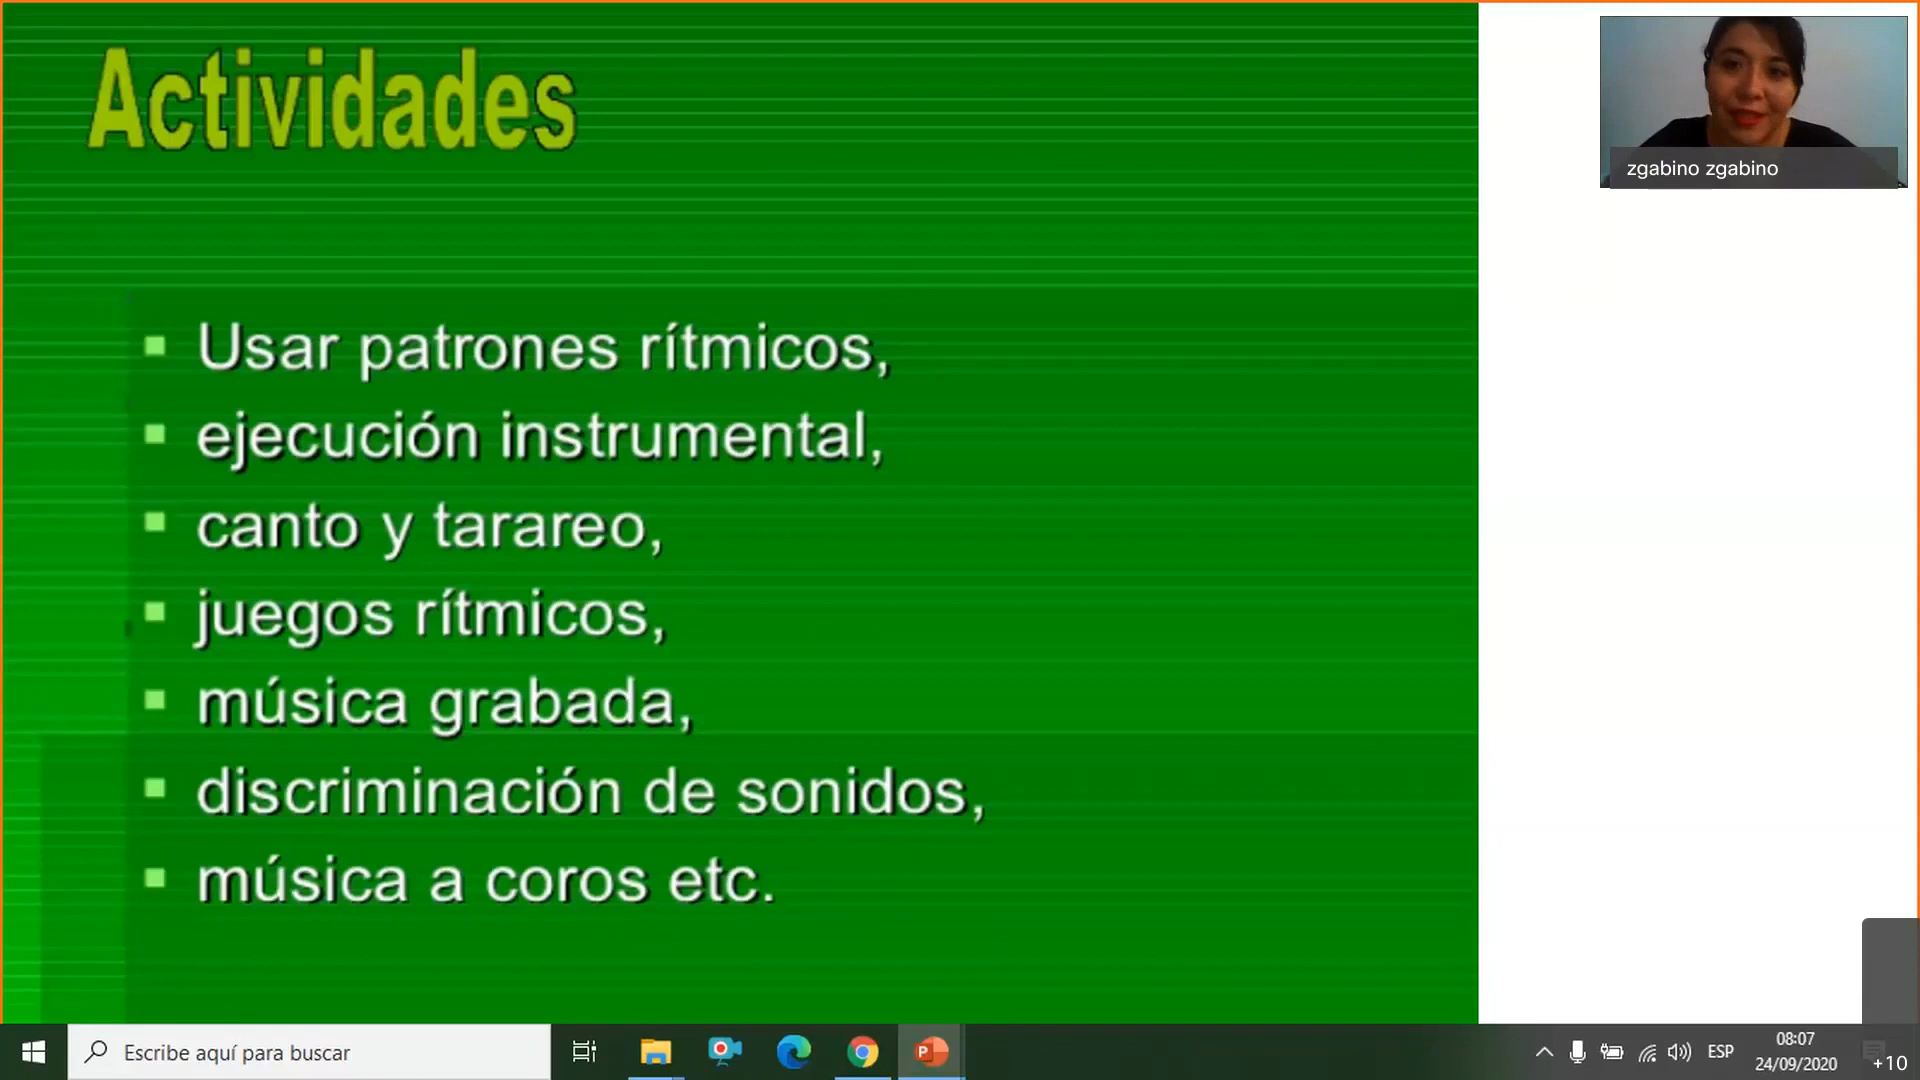 Actividades
zgabino zgabino
Usar patrones rítmicos,
ejecución instrumental,
canto y tarareo,
juegos rítmicos,
música grabada,
discriminación de sonidos,
música a coros etc.
Escribe aquí para buscar
P
ESP
08:07
24/09/2020
+10